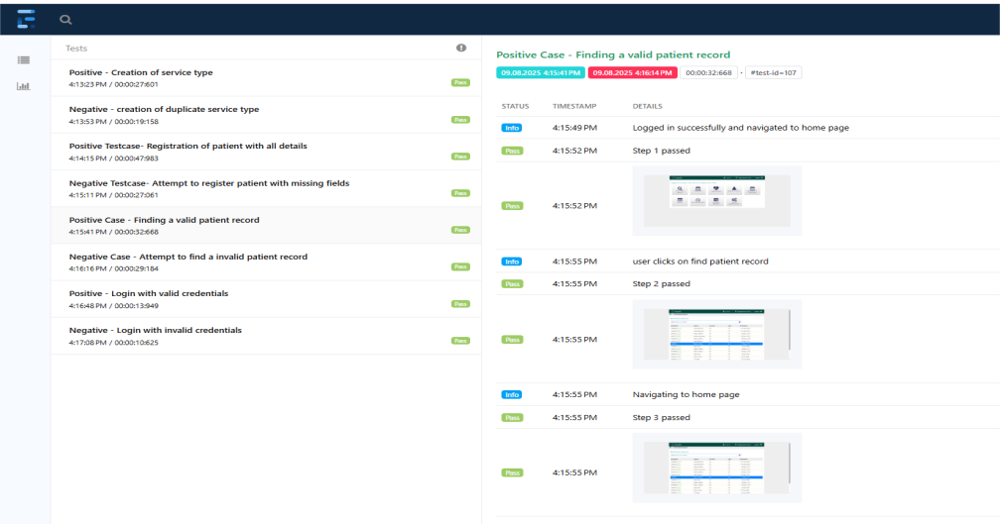 Tests
Positive - Creation of service type
4:13:23 PM / 00:00:27:601
Pass
Negative - creation of duplicate service type
4:13:53 PM / 00:00:19:158
Pass
Positive Testcase- Registration of patient with all details
4:14:15 PM / 00:00:47:983
Pass
Negative Testcase- Attempt to register patient with missing fields
4:15:11 PM / 00:00:27:061
Pass
Positive Case - Finding a valid patient record
4:15:41 PM / 00:00:32:668
Pass
Negative Case - Attempt to find a invalid patient record
4:16:16 PM / 00:00:29:184
Pass
Positive - Login with valid credentials
4:16:48 PM / 00:00:13:949
Pass
Negative - Login with invalid credentials
4:17:08 PM / 00:00:10:625
Pass
Positive Case - Finding a valid patient record
09.08.2025 4:15:41 PM 09.08.2025 4:16:14 PM 00:00:32:668 · #test-id=107
STATUS TIMESTAMP DETAILS
Info 4:15:49 PM Logged in successfully and navigated to home page
Pass 4:15:52 PM Step 1 passed
Pass 4:15:52 PM
Info 4:15:55 PM user clicks on find patient record
Pass 4:15:55 PM Step 2 passed
Pass 4:15:55 PM
Info 4:15:55 PM Navigating to home page
Pass 4:15:55 PM Step 3 passed
Pass 4:15:55 PM